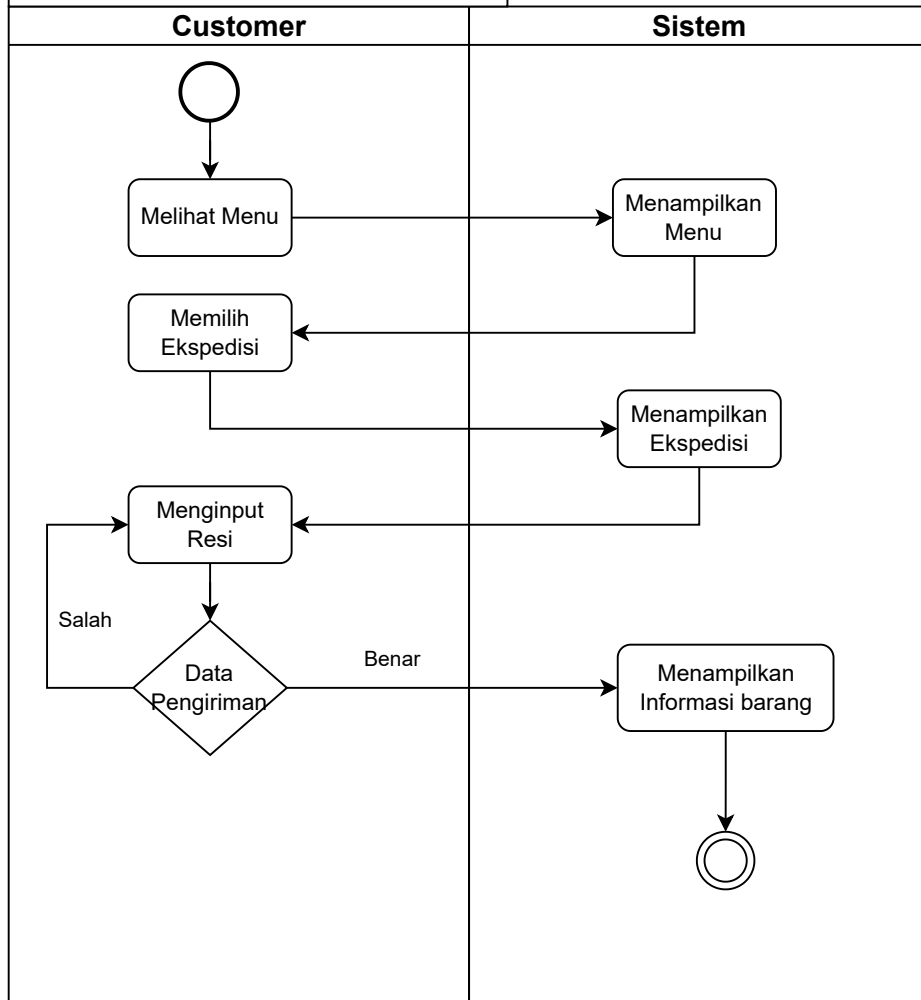 Customer
Sistem
Melihat Menu
Menampilkan
Menu
Memilih
Ekspedisi
Menampilkan
Ekspedisi
Menginput
Resi
Salah
Data
Pengiriman
Benar
Menampilkan
Informasi barang